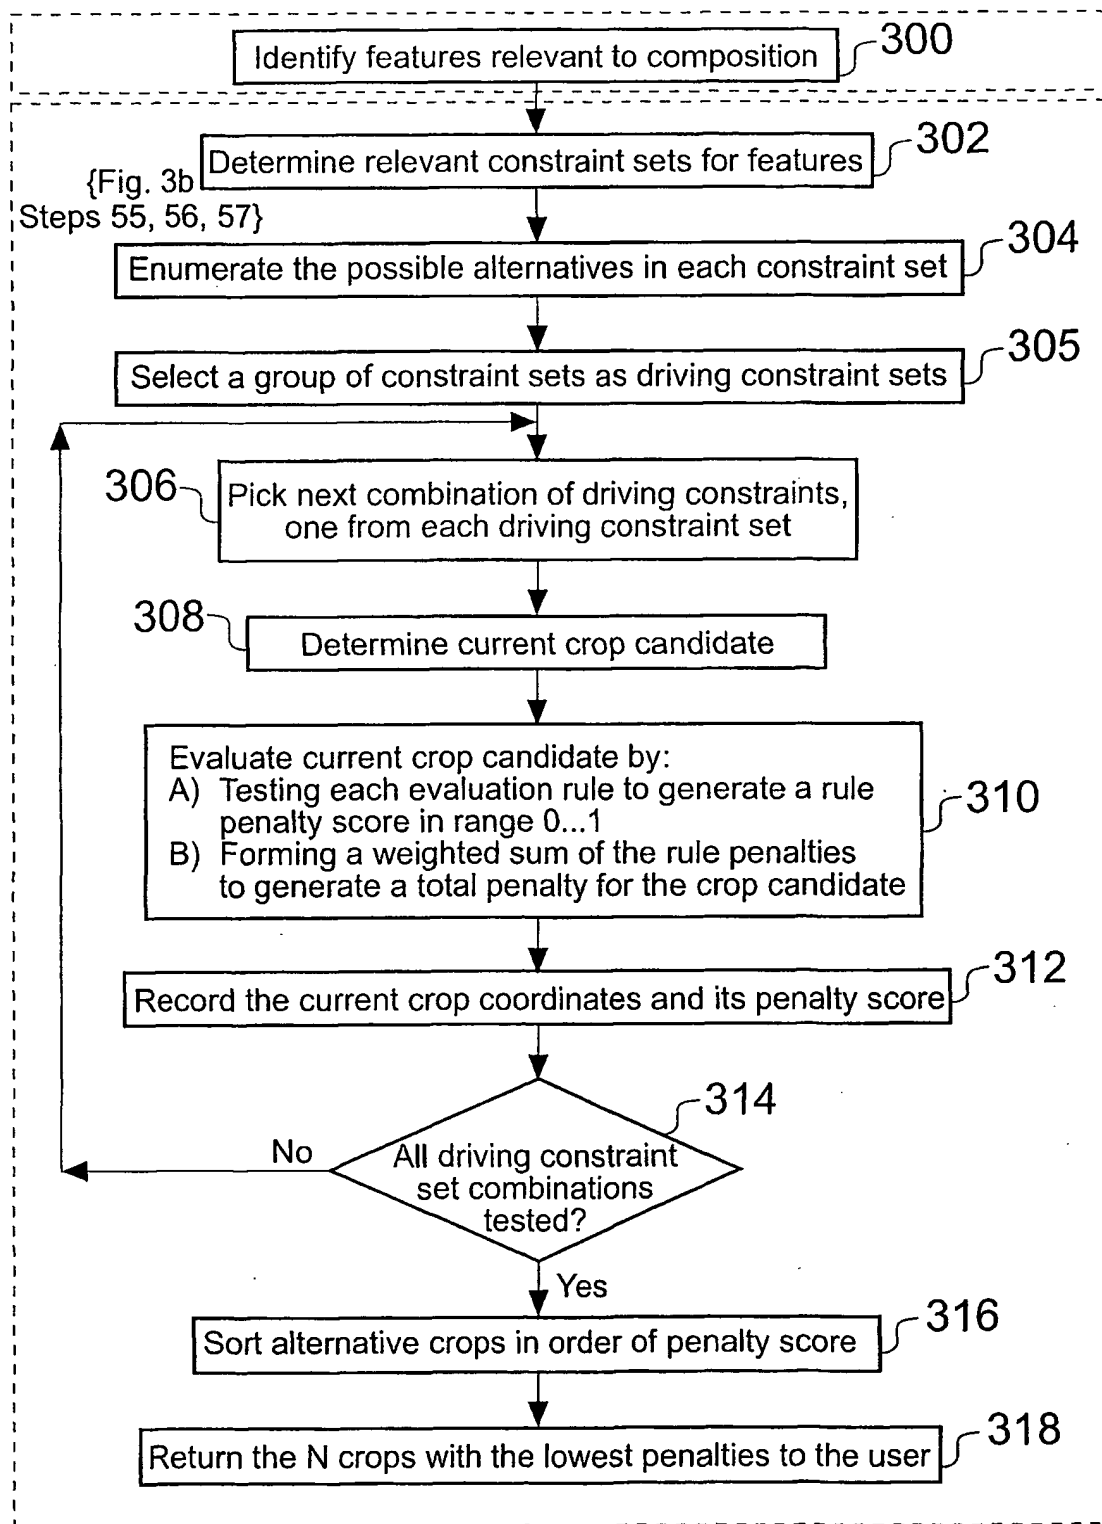 Identify features relevant to composition
300
Determine relevant constraint sets for features
302
{Fig. 3b
Steps 55, 56, 57}
Enumerate the possible alternatives in each constraint set
304
Select a group of constraint sets as driving constraint sets
305
306
Pick next combination of driving constraints,
one from each driving constraint set
308
Determine current crop candidate
Evaluate current crop candidate by:
A) Testing each evaluation rule to generate a rule
penalty score in range 0...1
B) Forming a weighted sum of the rule penalties
to generate a total penalty for the crop candidate
310
Record the current crop coordinates and its penalty score
312
314
No
All driving constraint
set combinations
tested?
Yes
Sort alternative crops in order of penalty score
316
Return the N crops with the lowest penalties to the user
318